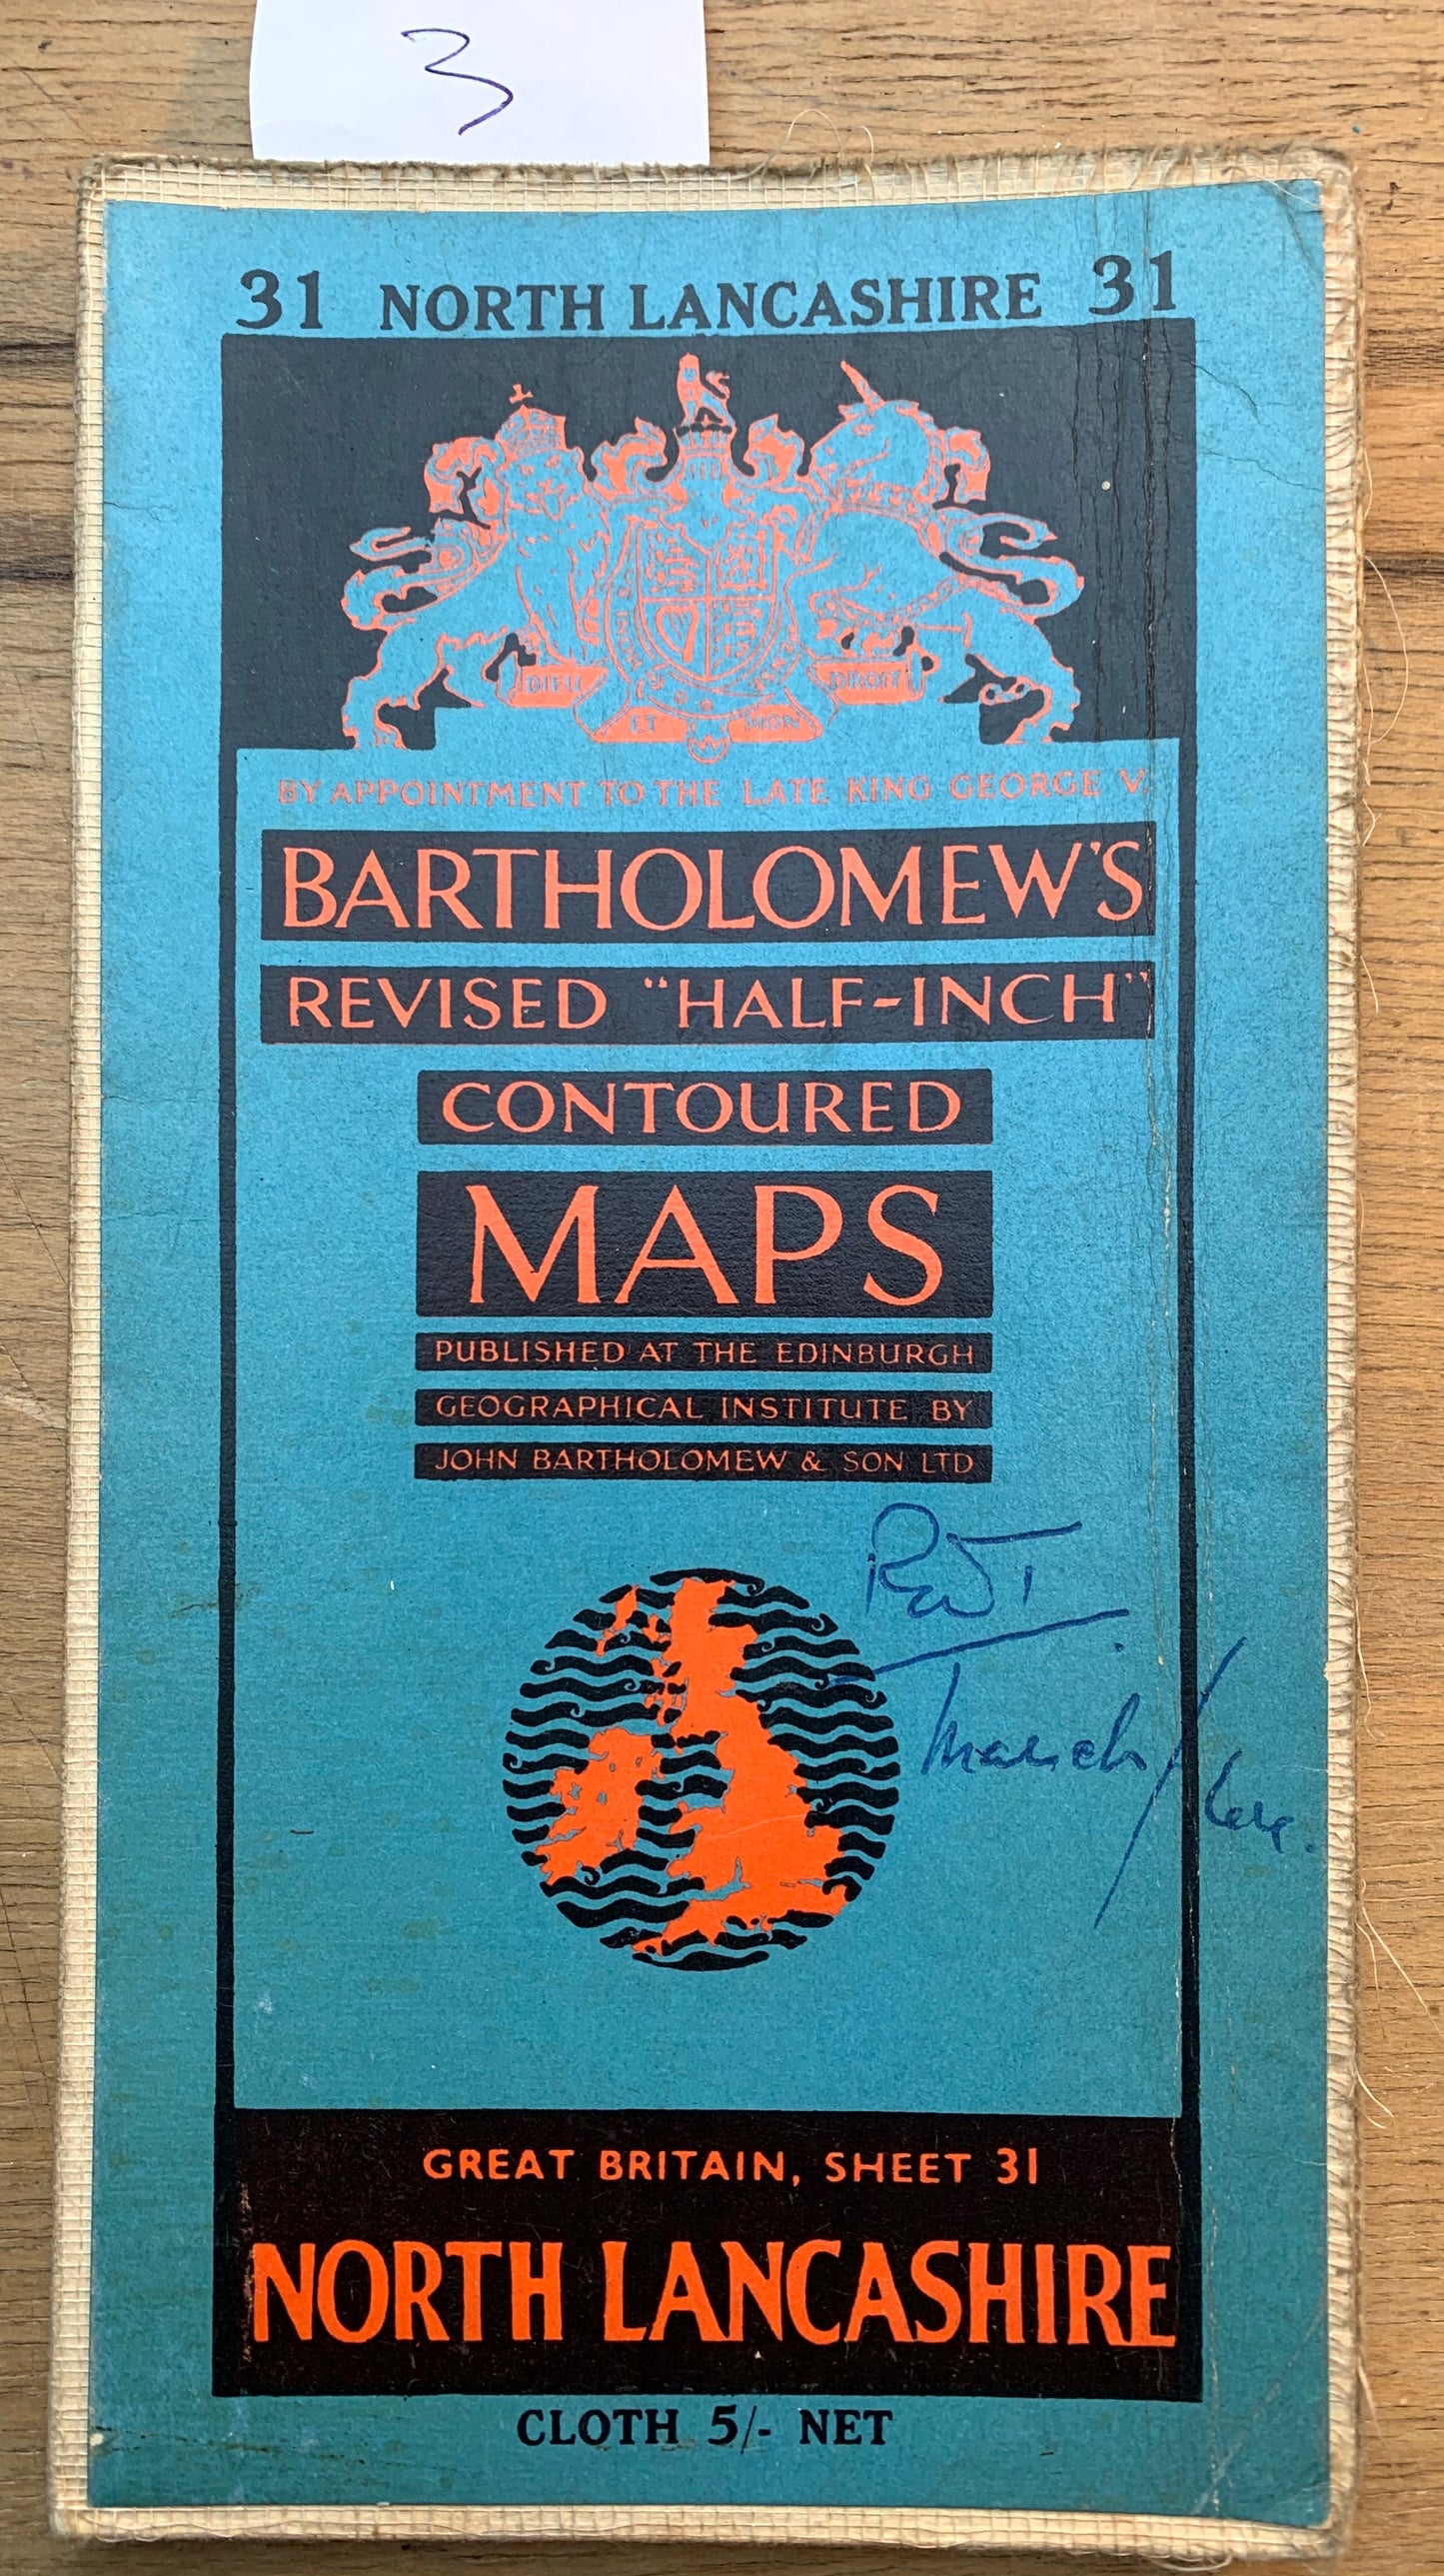 3
31 NORTH LANCASHIRE 31
DIEU ET MON DROIT
BY APPOINTMENT TO THE LATE KING GEORGE V.
BARTHOLOMEW'S
REVISED "HALF-INCH"
CONTOURED
MAPS
PUBLISHED AT THE EDINBURGH
GEOGRAPHICAL INSTITUTE BY
JOHN BARTHOLOMEW & SON LTD
March/
GREAT BRITAIN, SHEET 31
NORTH LANCASHIRE
CLOTH 5/- NET